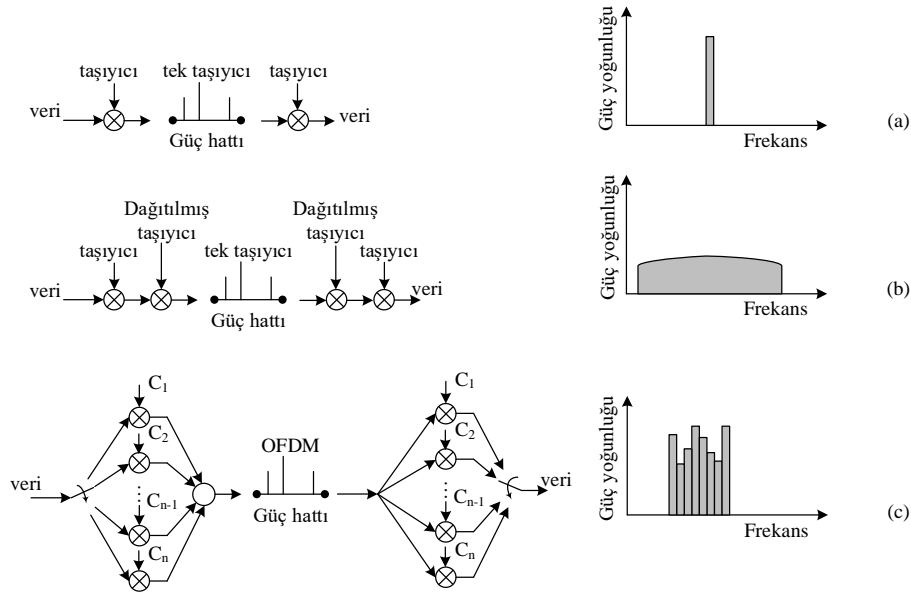 taşıyıcı tek taşıyıcı taşıyıcı
veri veri
Güç hattı
Güç yoğunluğu
Frekans
(a)
Dağıtılmış Dağıtılmış
taşıyıcı taşıyıcı
taşıyıcı tek taşıyıcı taşıyıcı
veri veri
Güç hattı
Güç yoğunluğu
Frekans
(b)
C1 C1
C2 OFDM C2
veri veri
Cn-1 Güç hattı Cn-1
Cn Cn
Güç yoğunluğu
Frekans
(c)